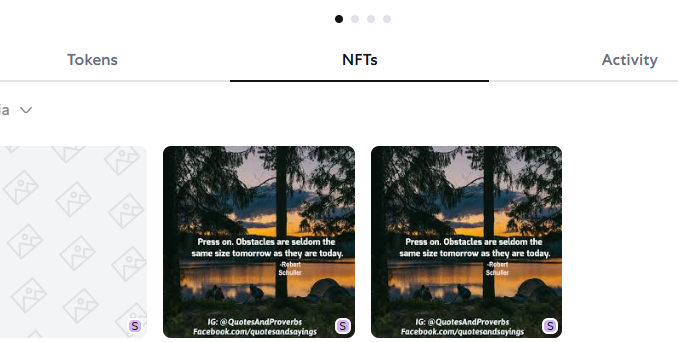 Tokens
NFTs
Activity
ia
Press on. Obstacles are seldom the
same size tomorrow as they are today.
-Robert
Schuller
IG: @QuotesAndProverbs
Facebook.com/quotesandsayings
Press on. Obstacles are seldom the
same size tomorrow as they are today.
-Robert
Schuller
IG: @QuotesAndProverbs
Facebook.com/quotesandsayings
S
S
S